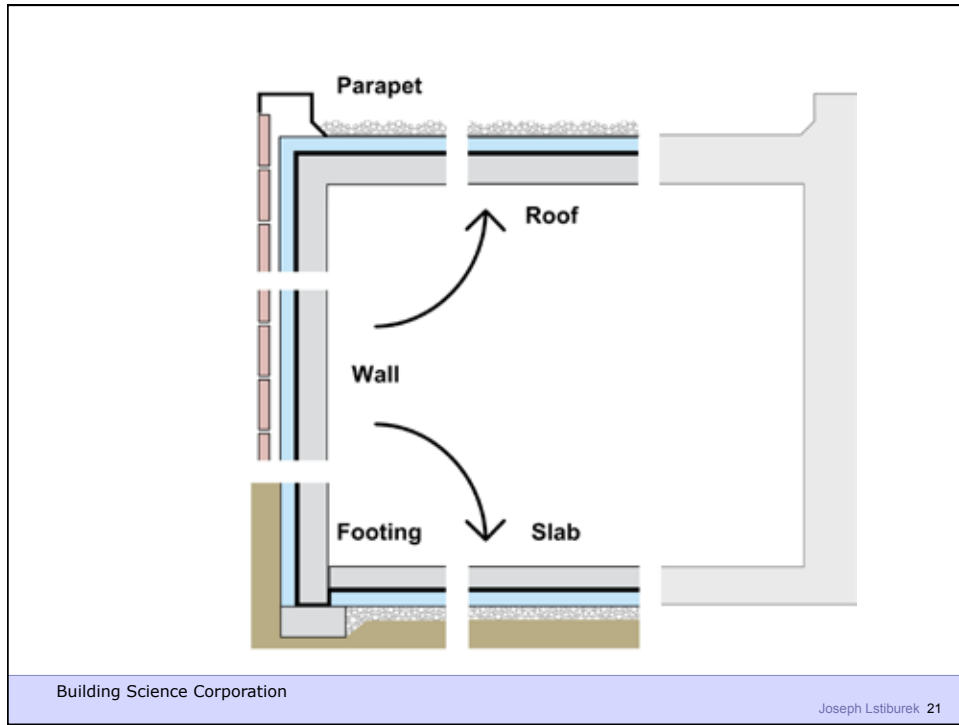 Parapet
Roof
Wall
Footing
Slab
Building Science Corporation
Joseph Lstiburek 21